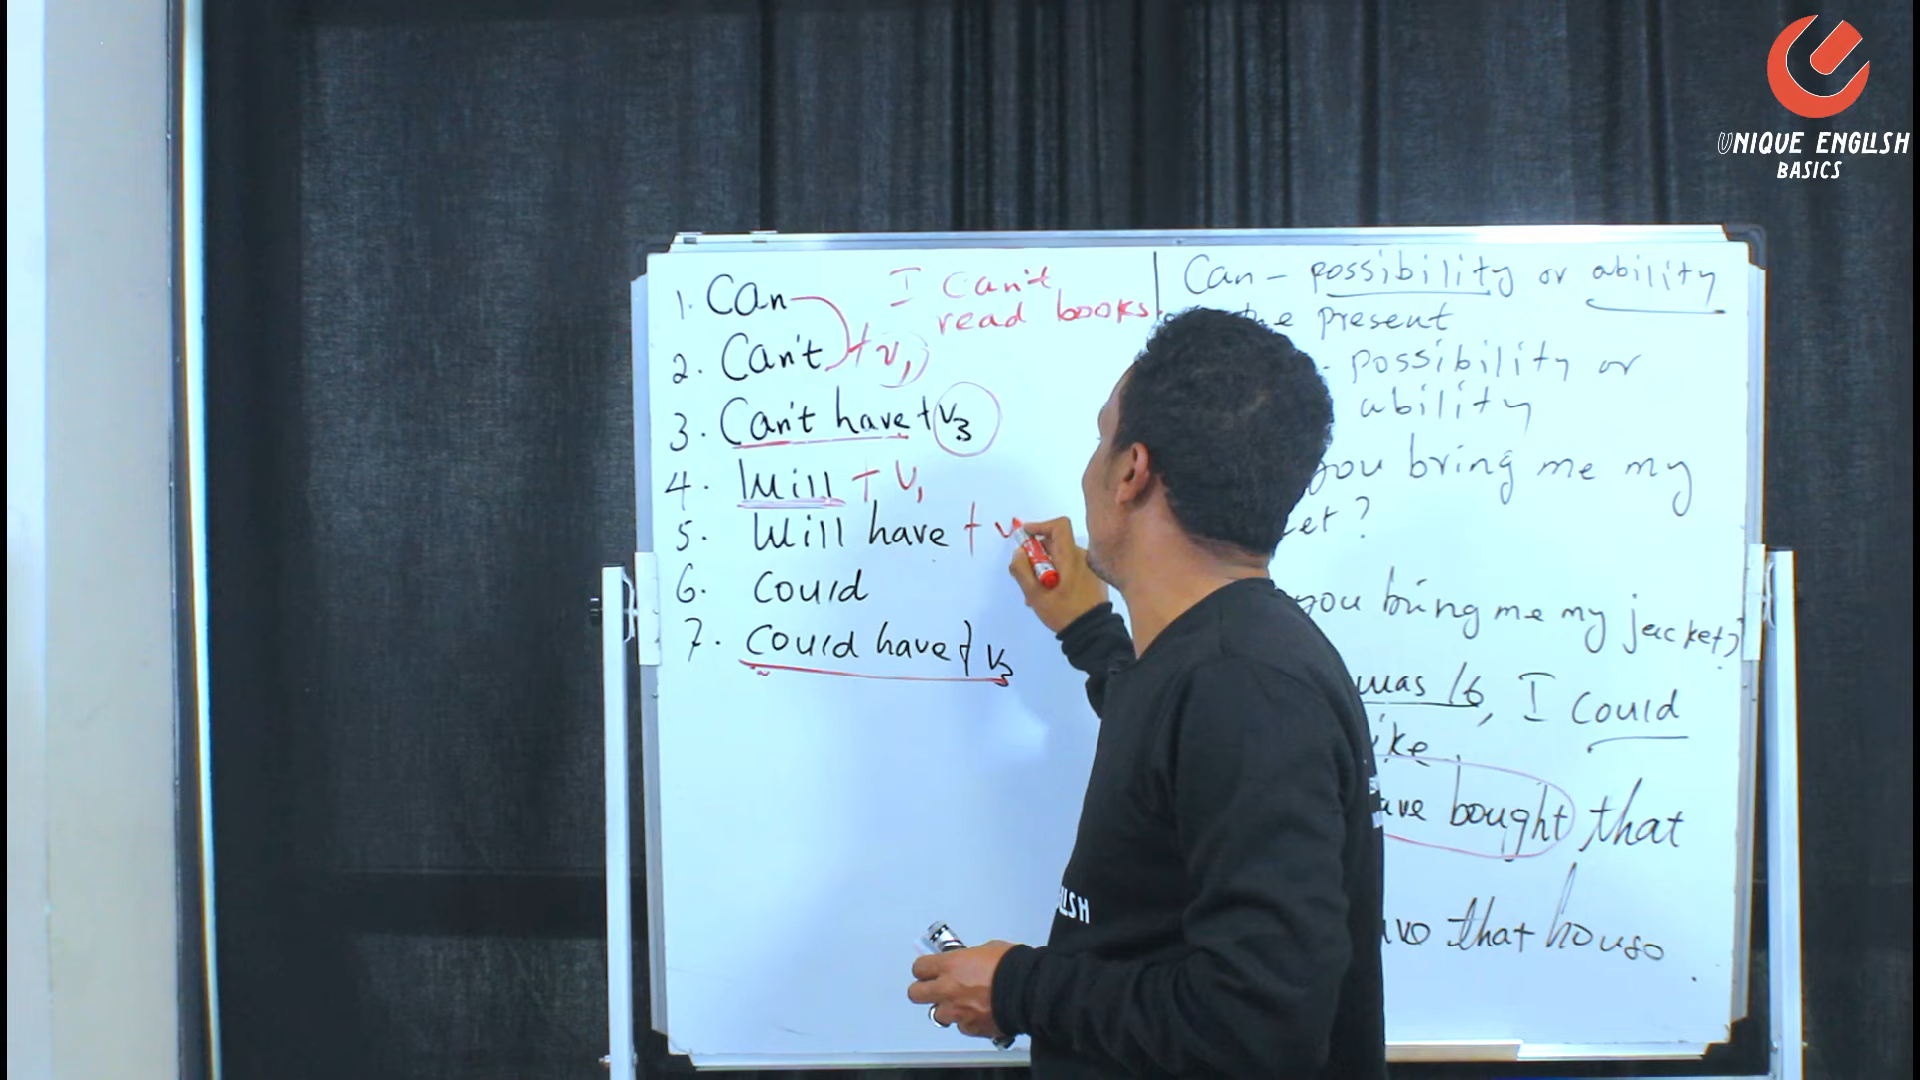 UNIQUE ENGLISH
BASICS
1. Can
2. Can't + V1
3. Can't have + V3
4. Will + V1
5. Will have + V
6. Could
7. Could have + V3
I can't
read books
Can - possibility or ability
the present
possibility or
ability
you bring me my
et?
you bring me my jacket?
was 16, I could
ike.
ave bought that
that house.
LISH